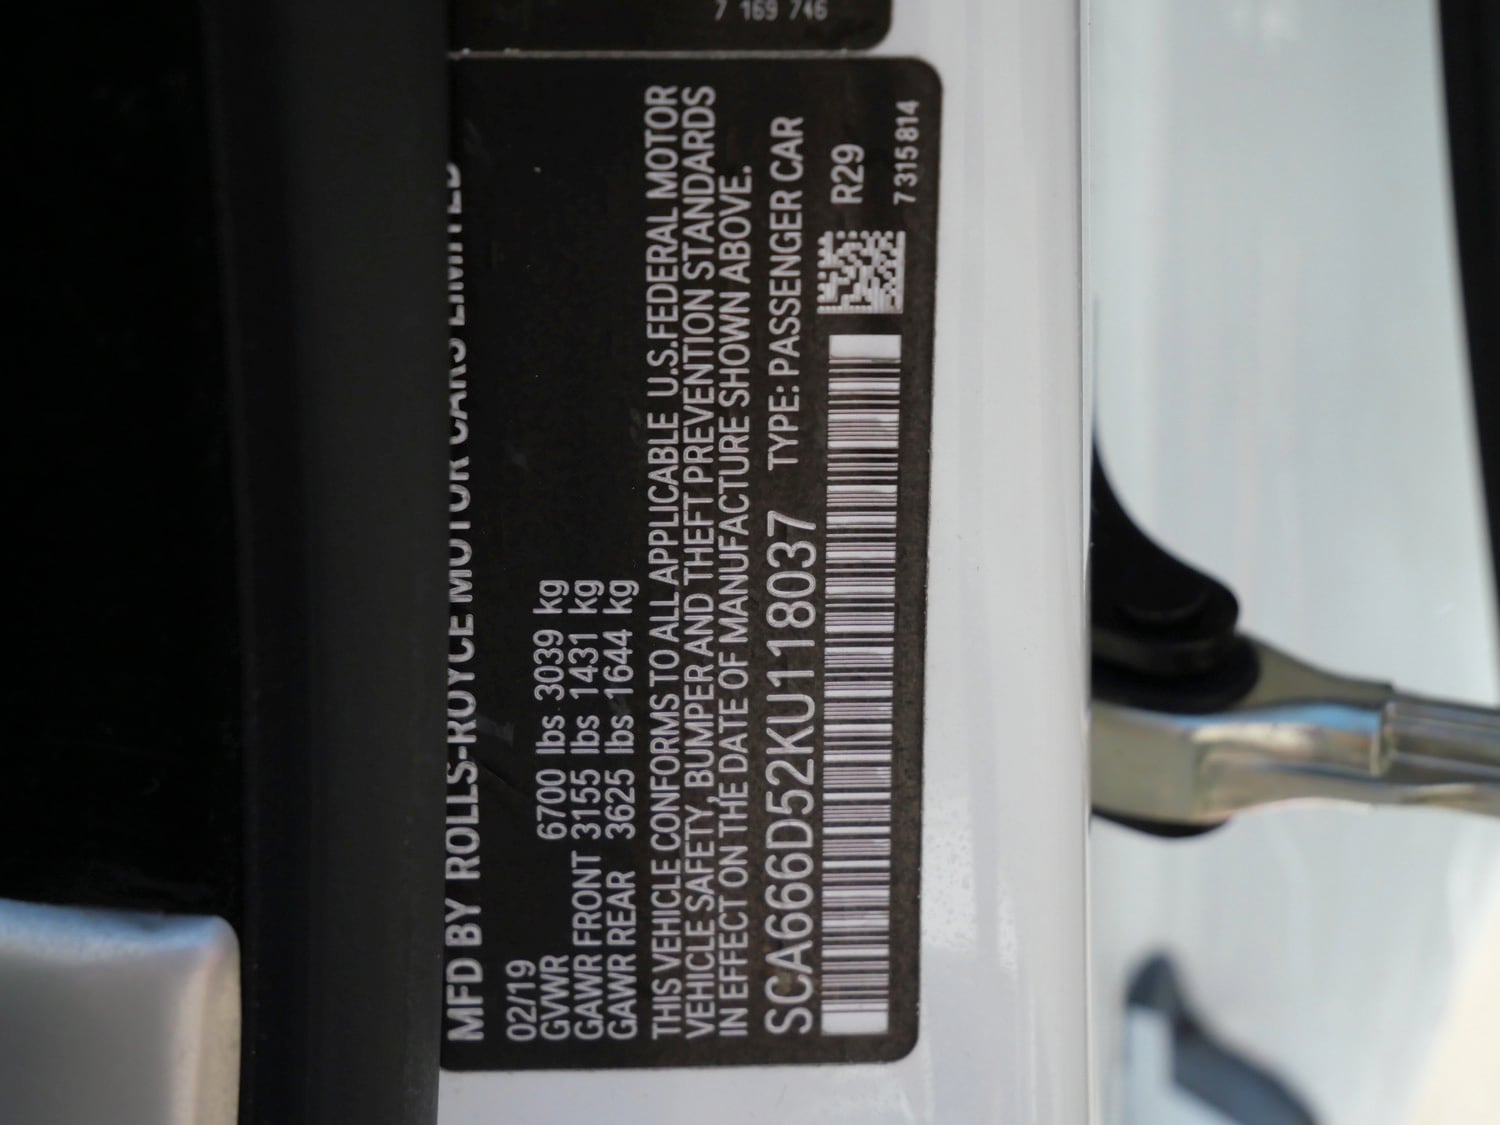 7 169 746
MFD BY ROLLS-ROYCE MOTOR CARS LIMITED
02/19
GVWR 6700 lbs 3039 kg
GAWR FRONT 3155 lbs 1431 kg
GAWR REAR 3625 lbs 1644 kg
THIS VEHICLE CONFORMS TO ALL APPLICABLE U.S.FEDERAL MOTOR
VEHICLE SAFETY, BUMPER AND THEFT PREVENTION STANDARDS
IN EFFECT ON THE DATE OF MANUFACTURE SHOWN ABOVE.
SCA666D52KU118037 TYPE: PASSENGER CAR
R29
7315814